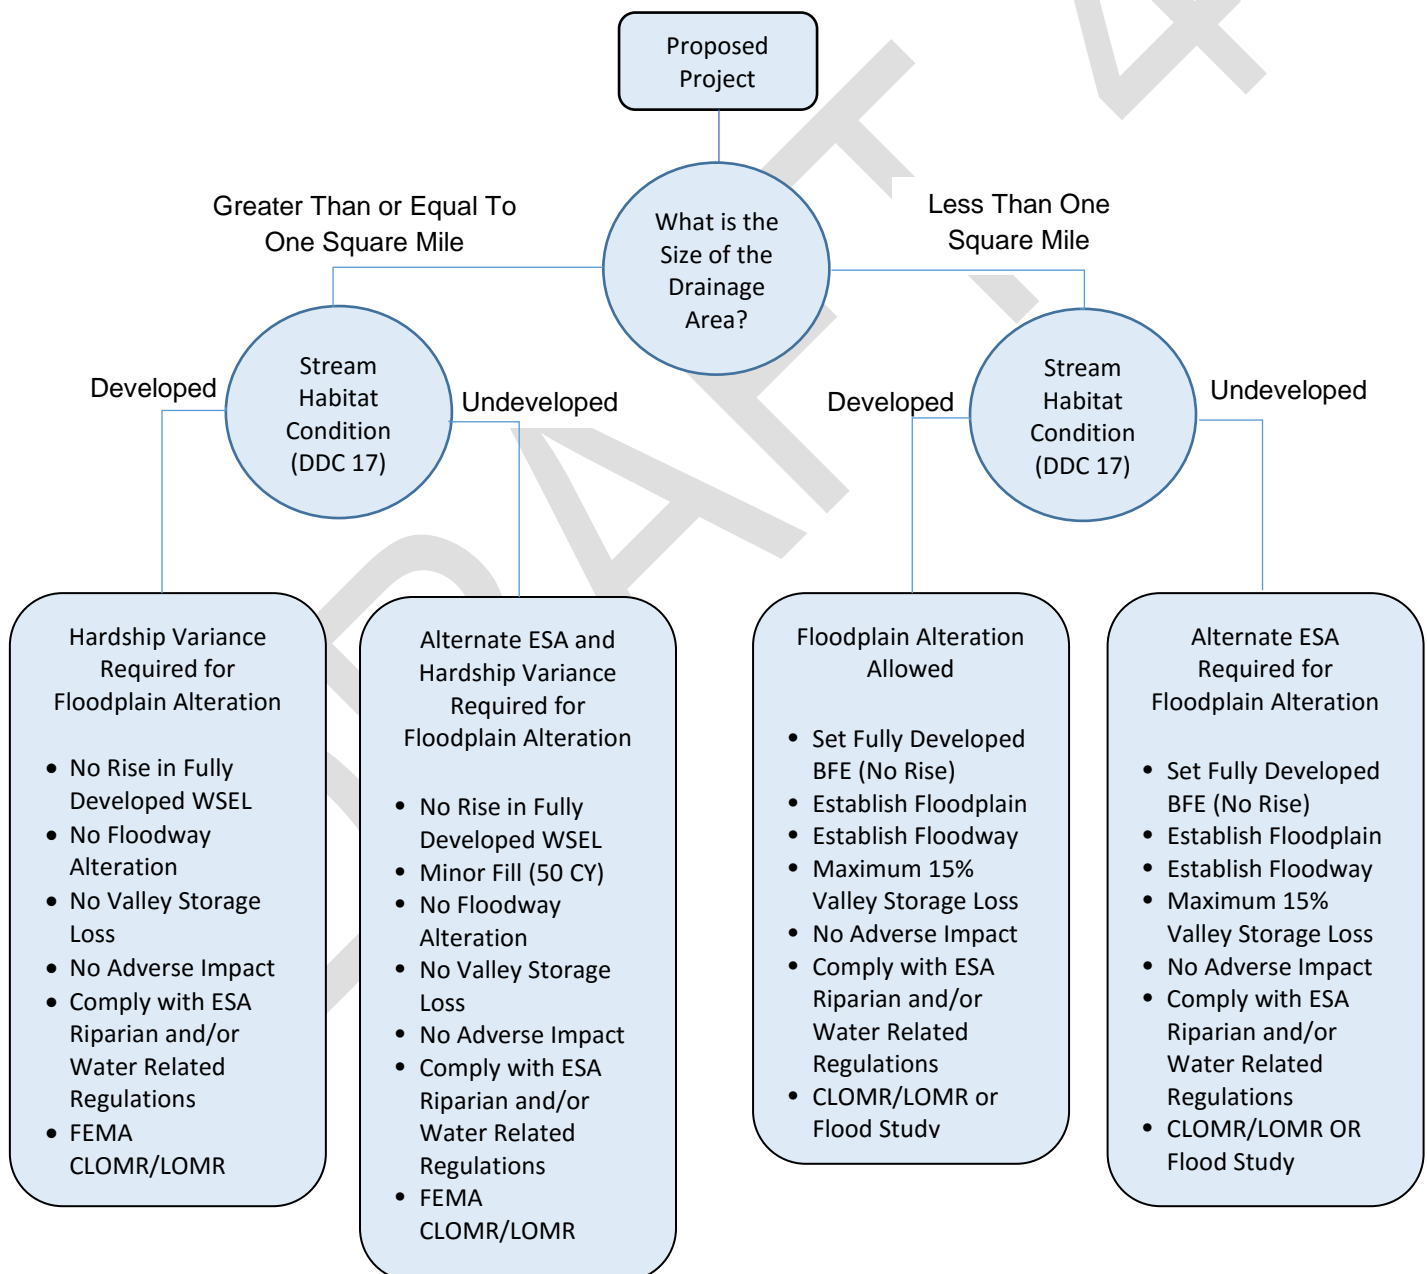 Proposed
Project
What is the
Size of the
Drainage
Area?
Greater Than or Equal To
One Square Mile
Less Than One
Square Mile
Stream
Habitat
Condition
(DDC 17)
Developed
Undeveloped
Stream
Habitat
Condition
(DDC 17)
Developed
Undeveloped
Hardship Variance
Required for
Floodplain Alteration
• No Rise in Fully
Developed WSEL
• No Floodway
Alteration
• No Valley Storage
Loss
• No Adverse Impact
• Comply with ESA
Riparian and/or
Water Related
Regulations
• FEMA
CLOMR/LOMR
Alternate ESA and
Hardship Variance
Required for
Floodplain Alteration
• No Rise in Fully
Developed WSEL
• Minor Fill (50 CY)
• No Floodway
Alteration
• No Valley Storage
Loss
• No Adverse Impact
• Comply with ESA
Riparian and/or
Water Related
Regulations
• FEMA
CLOMR/LOMR
Floodplain Alteration
Allowed
• Set Fully Developed
BFE (No Rise)
• Establish Floodplain
• Establish Floodway
• Maximum 15%
Valley Storage Loss
• No Adverse Impact
• Comply with ESA
Riparian and/or
Water Related
Regulations
• CLOMR/LOMR or
Flood Study
Alternate ESA
Required for
Floodplain Alteration
• Set Fully Developed
BFE (No Rise)
• Establish Floodplain
• Establish Floodway
• Maximum 15%
Valley Storage Loss
• No Adverse Impact
• Comply with ESA
Riparian and/or
Water Related
Regulations
• CLOMR/LOMR OR
Flood Study
DRAFT 4